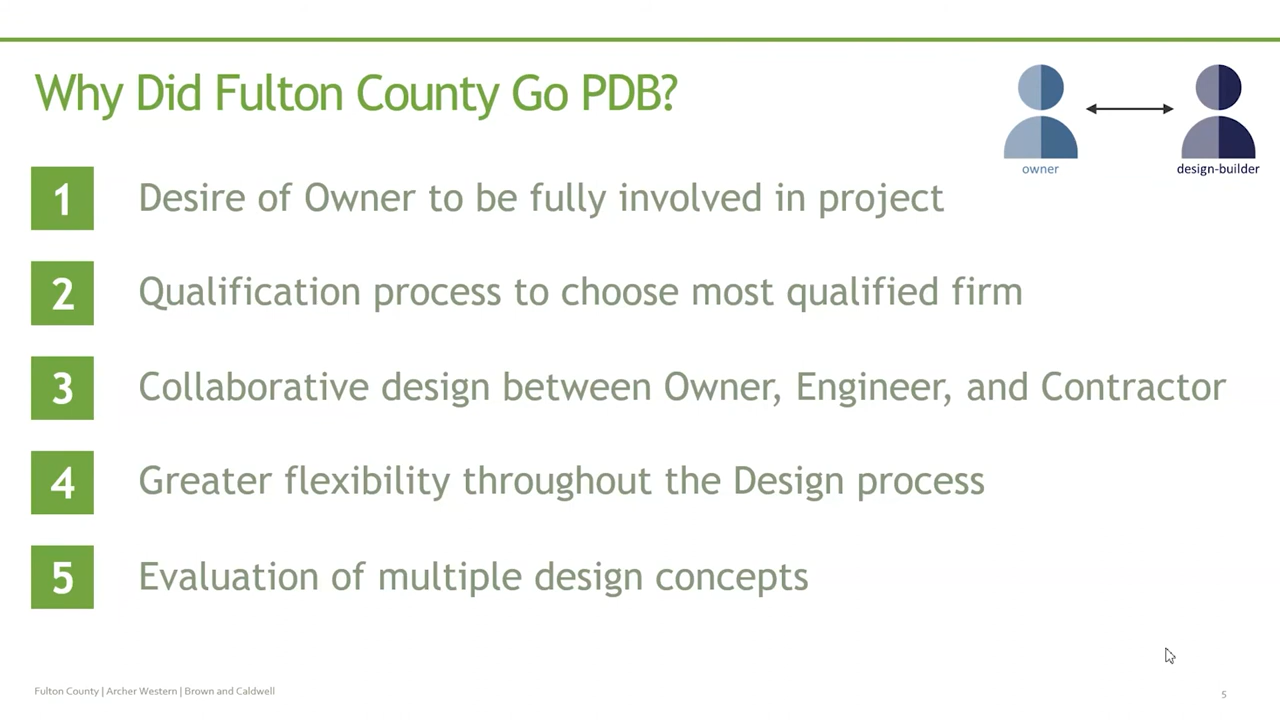 Why Did Fulton County Go PDB?
owner
design-builder
1 Desire of Owner to be fully involved in project
2 Qualification process to choose most qualified firm
3 Collaborative design between Owner, Engineer, and Contractor
4 Greater flexibility throughout the Design process
5 Evaluation of multiple design concepts
Fulton County | Archer Western | Brown and Caldwell
5